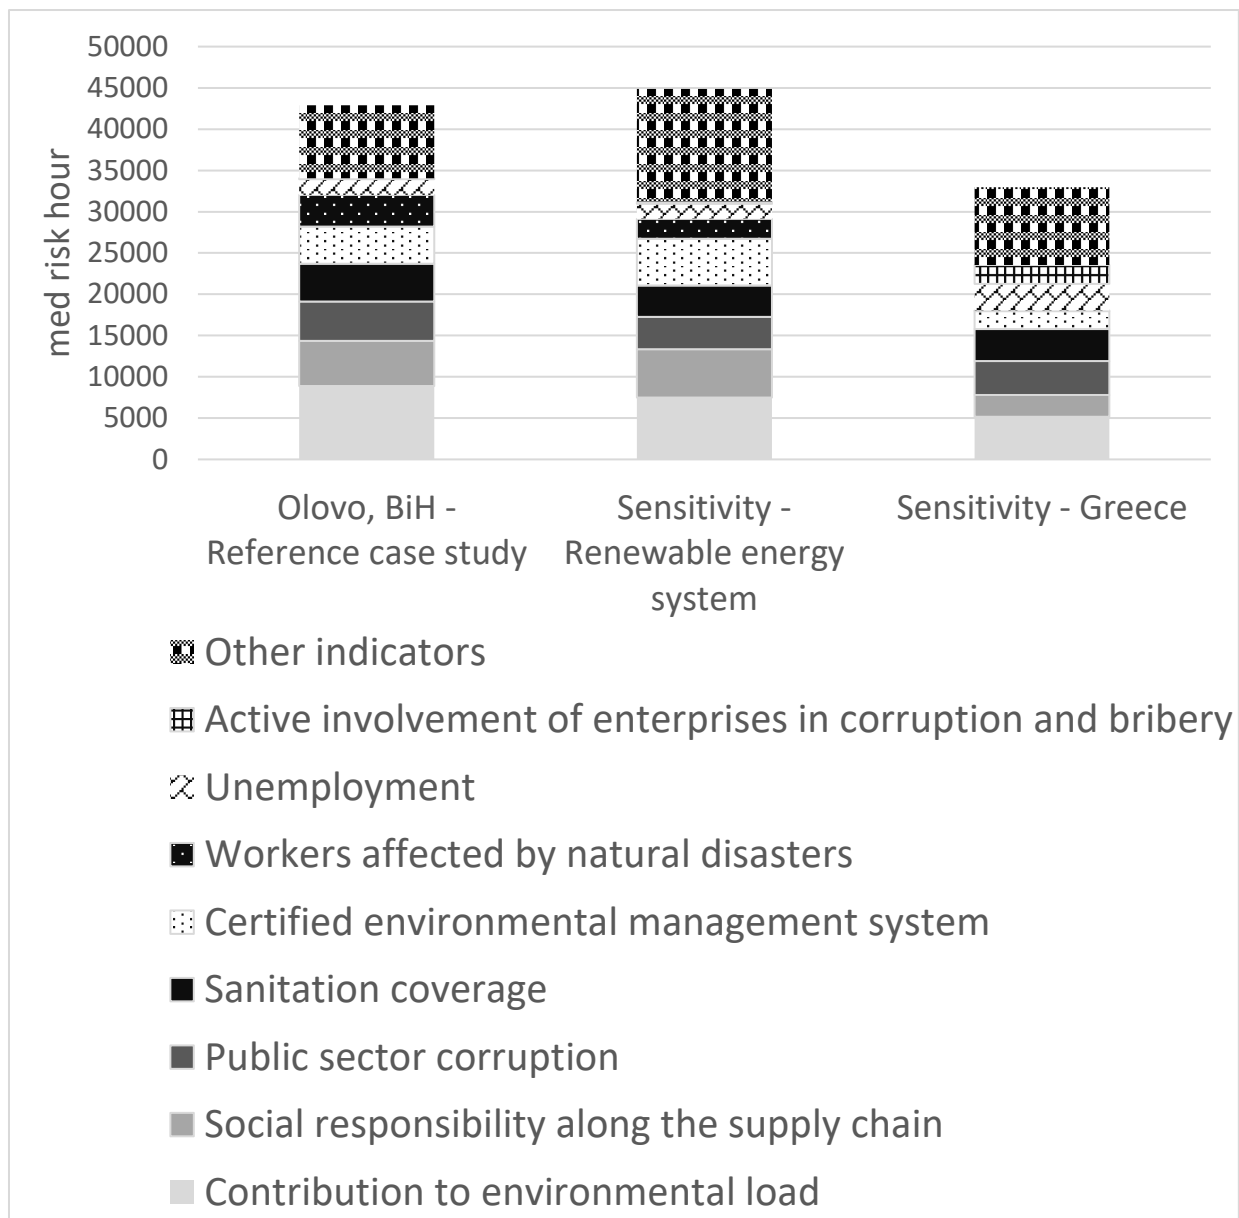 50000
45000
40000
35000
30000
25000
20000
15000
10000
5000
0
med risk hour
Olovo, BiH -
Reference case study
Sensitivity -
Renewable energy
system
Sensitivity - Greece
Other indicators
Active involvement of enterprises in corruption and bribery
Unemployment
Workers affected by natural disasters
Certified environmental management system
Sanitation coverage
Public sector corruption
Social responsibility along the supply chain
Contribution to environmental load